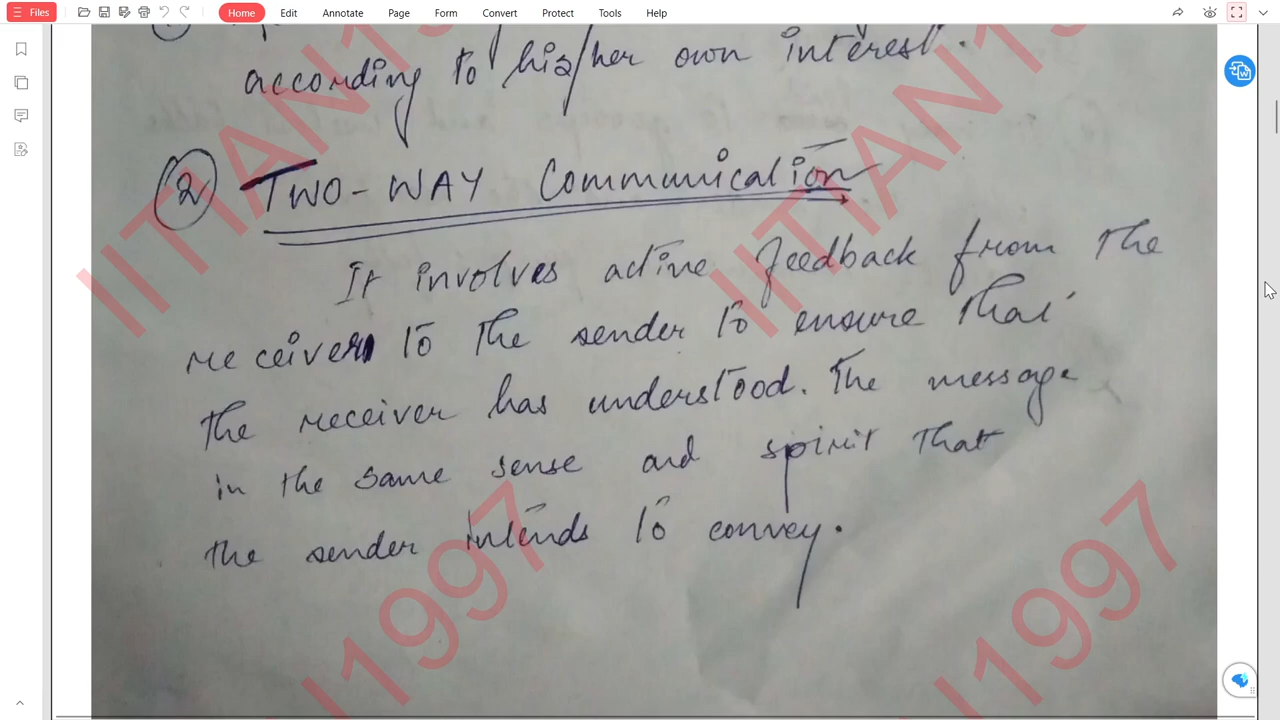 Files
Home
Edit
Annotate
Page
Form
Convert
Protect
Tools
Help
according to his/her own interest.
2 TWO-WAY Communication
It involves active feedback from the
receiver to the sender to ensure that
the receiver has understood. The message
in the same sense and spirit that
the sender intends to convey.
1997
1997